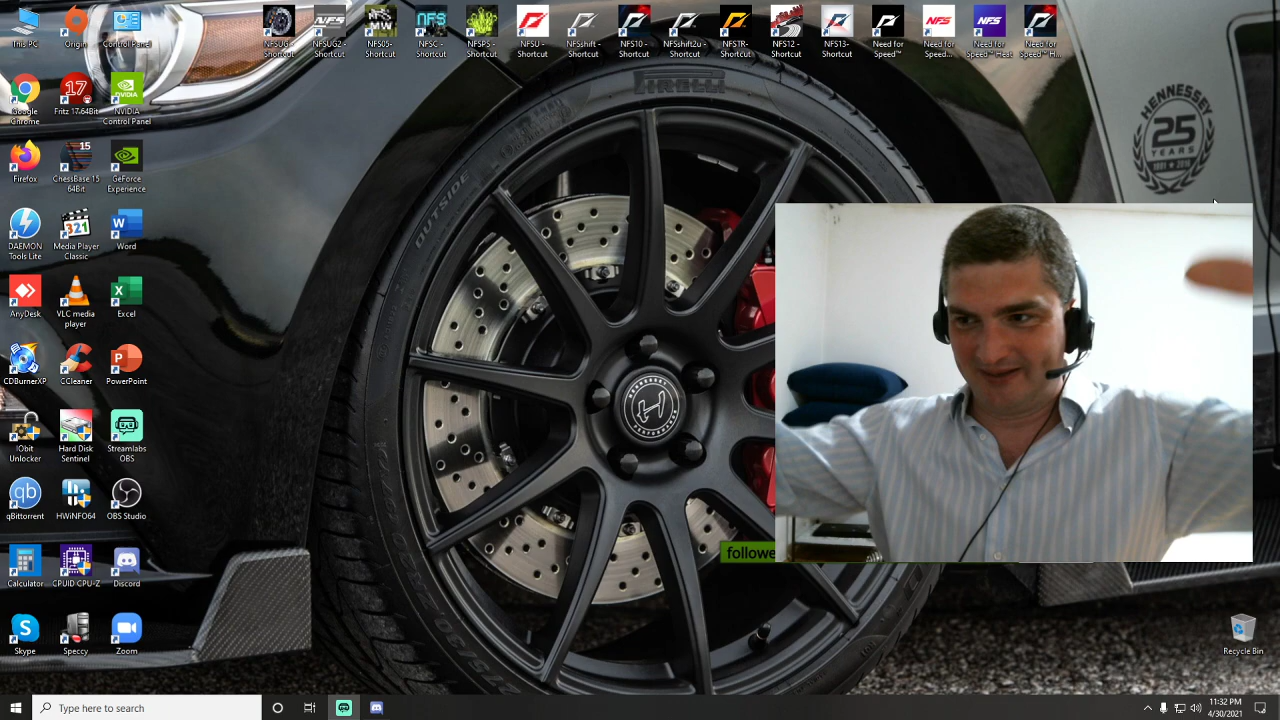 This PC
Origin
Control Panel
NFSUG - Shortcut
NFSUG2 - Shortcut
NFS05- Shortcut
NFSC - Shortcut
NFSPS - Shortcut
NFSU - Shortcut
NFSshift - Shortcut
NFS10 - Shortcut
NFSshift2u - Shortcut
NFSTR- Shortcut
NFS12 - Shortcut
NFS13- Shortcut
Need for Speed™
Need for Speed...
Need for Speed™ Heat
Need for Speed™ H...
Google Chrome
Fritz 17 64Bit
NVIDIA Control Panel
Firefox
ChessBase 15 64Bit
GeForce Experience
DAEMON Tools Lite
Media Player Classic
Word
AnyDesk
VLC media player
Excel
CDBurnerXP
CCleaner
PowerPoint
IObit Unlocker
Hard Disk Sentinel
Streamlabs OBS
qBittorrent
HWiNFO64
OBS Studio
Calculator
CPUID CPU-Z
Discord
Skype
Speccy
Zoom
PIRELLI
OUTSIDE
HENNESSEY
25
YEARS
1991 ★ 2016
HENNESSEY
H
PERFORMANCE
followe
Recycle Bin
Type here to search
11:32 PM
4/30/2021